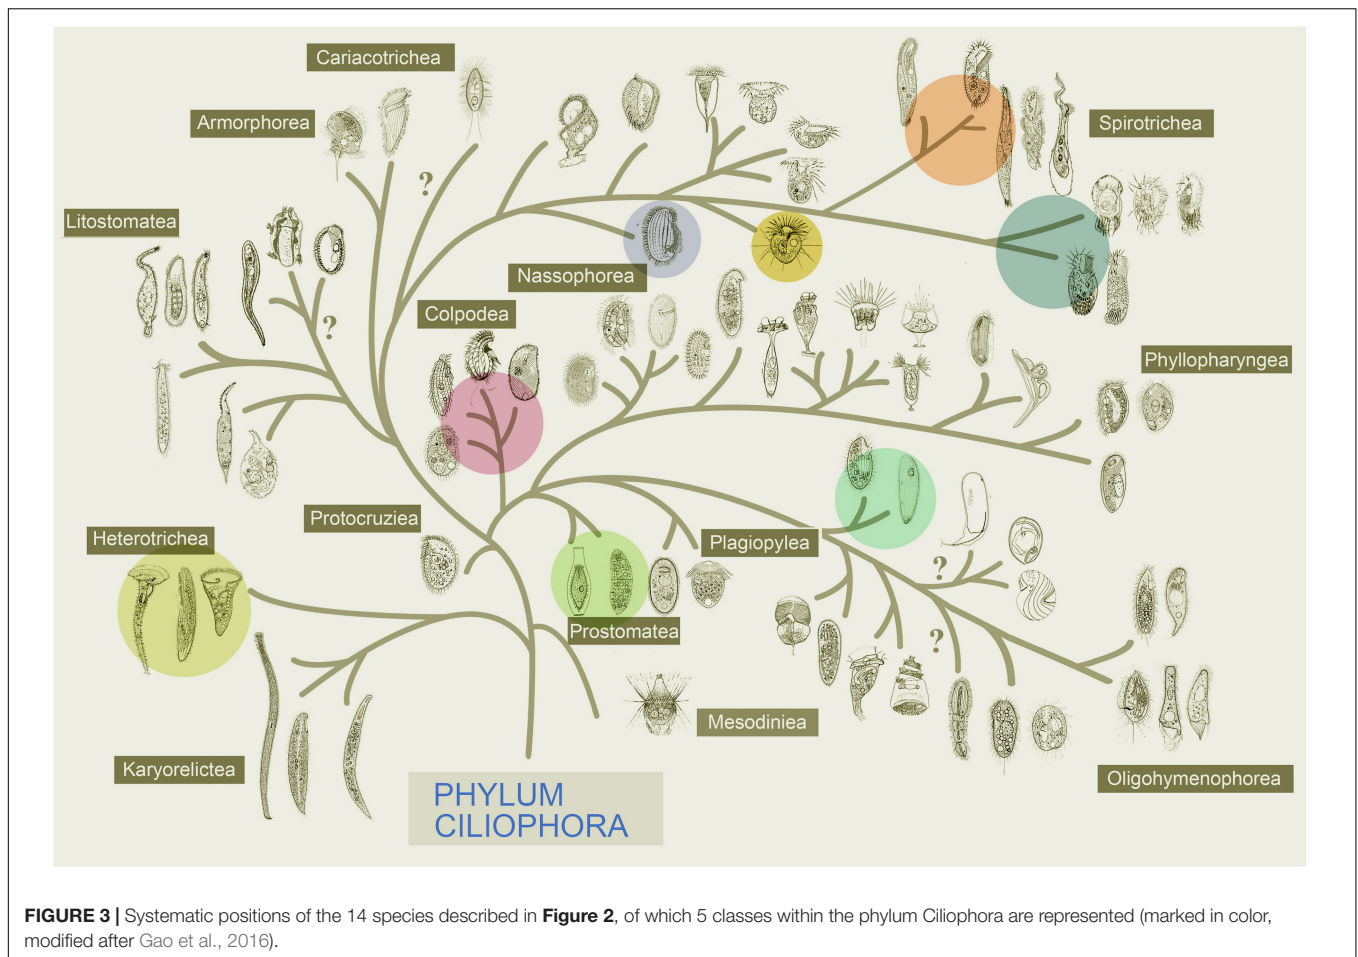 Cariacotrichea
Armorphorea
Spirotrichea
?
Litostomatea
Nassophorea
Colpodea
?
Phyllopharyngea
Protocruziea
Heterotrichea
Plagiopylea
?
Prostomatea
?
Mesodiniea
Karyorelictea
Oligohymenophorea
PHYLUM
CILIOPHORA
FIGURE 3 | Systematic positions of the 14 species described in Figure 2, of which 5 classes within the phylum Ciliophora are represented (marked in color,
modified after Gao et al., 2016).